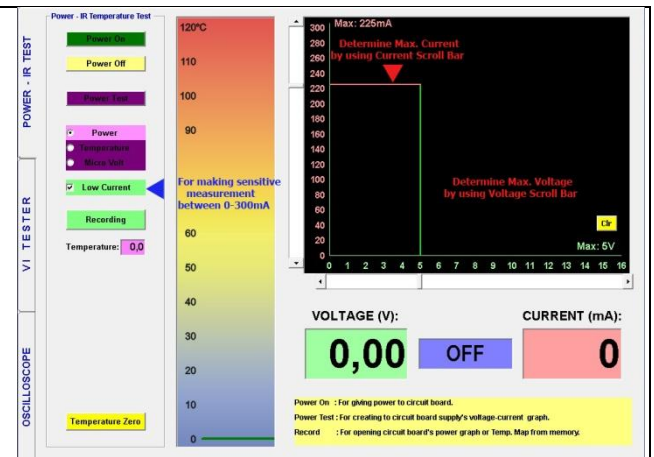 POWER - IR TEST
VI TESTER
OSCILLOSCOPE
Power - IR Temperature Test
Power On
Power Off
Power Test
Power
Temperature
Micro Volt
Low Current
Recording
Temperature: 0,0
Temperature Zero
120°C
110
100
90
For making sensitive
measurement
between 0-300mA
60
50
40
30
20
10
0
Max: 225mA
Determine Max. Current
by using Current Scroll Bar
300
280
260
240
220
200
180
160
140
120
100
80
60
40
20
0
Determine Max. Voltage
by using Voltage Scroll Bar
Clr
Max: 5V
0 1 2 3 4 5 6 7 8 9 10 11 12 13 14 15 16
VOLTAGE (V):
CURRENT (mA):
0,00
OFF
0
Power On : For giving power to circuit board.
Power Test : For creating to circuit board supply's voltage-current graph.
Record : For opening circuit board's power graph or Temp. Map from memory.